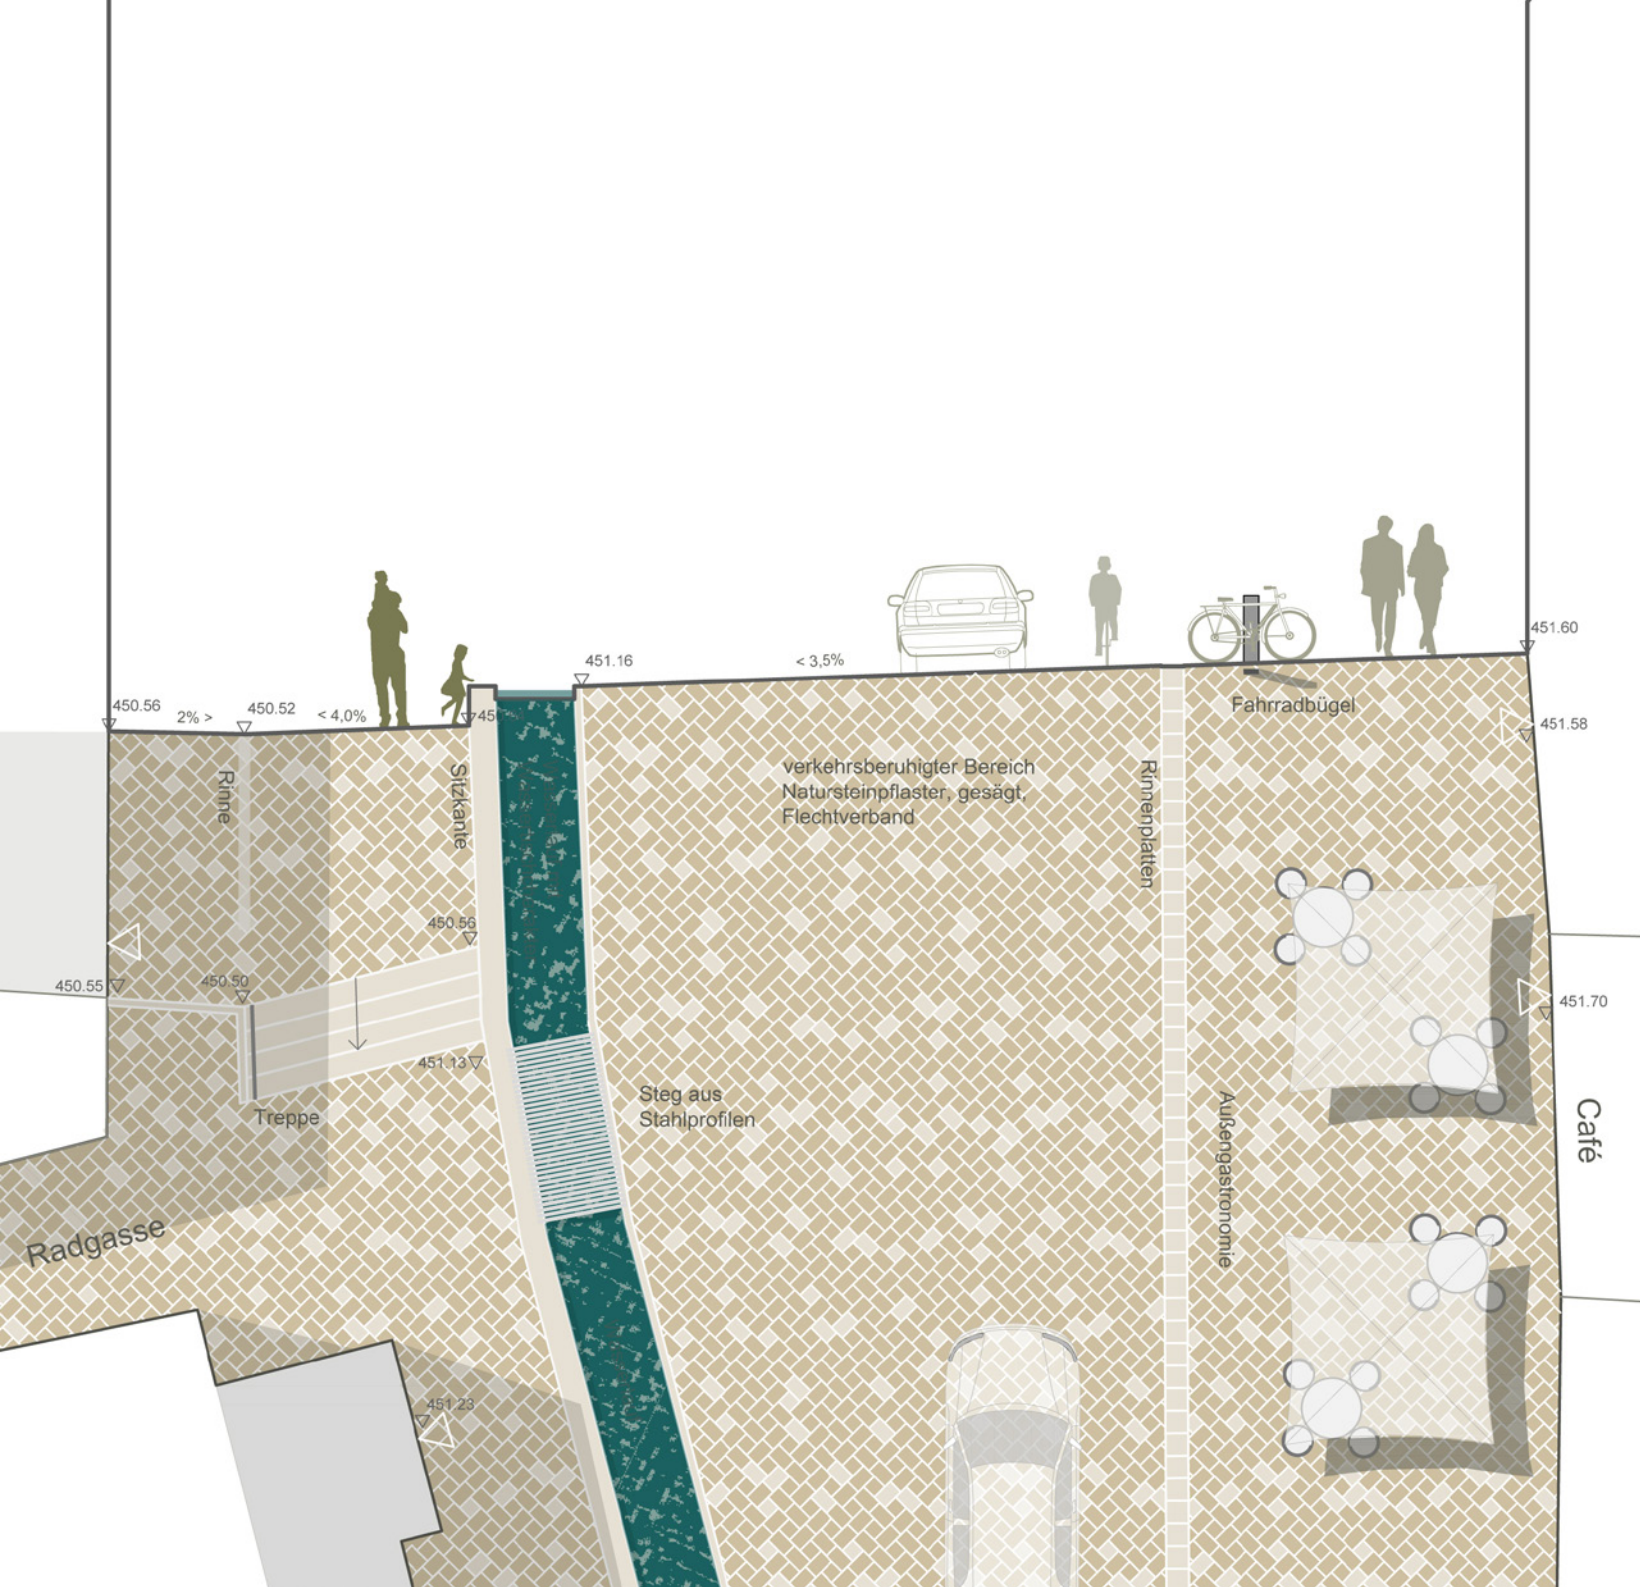 451.60
451.16
< 3,5%
450.56
2% >
450.52
< 4,0%
Fahrradbügel
451.58
Rinne
Sitzkante
verkehrsberuhigter Bereich
Natursteinpflaster, gesägt,
Flechtverband
Rinnenplatten
450.56
450.55
450.50
451.70
451.13
Steg aus
Stahlprofilen
Treppe
Außengastronomie
Café
Radgasse
451.23